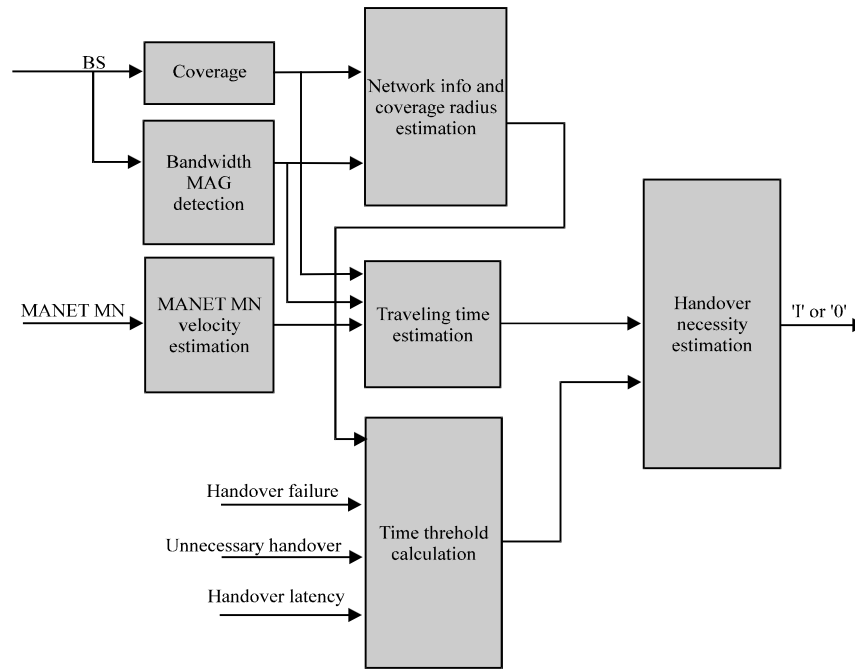 BS
Coverage
Network info and
coverage radius
estimation
Bandwidth
MAG
detection
MANET MN
MANET MN
velocity
estimation
Traveling time
estimation
Handover
necessity
estimation
'I' or '0'
Handover failure
Unnecessary handover
Handover latency
Time threhold
calculation